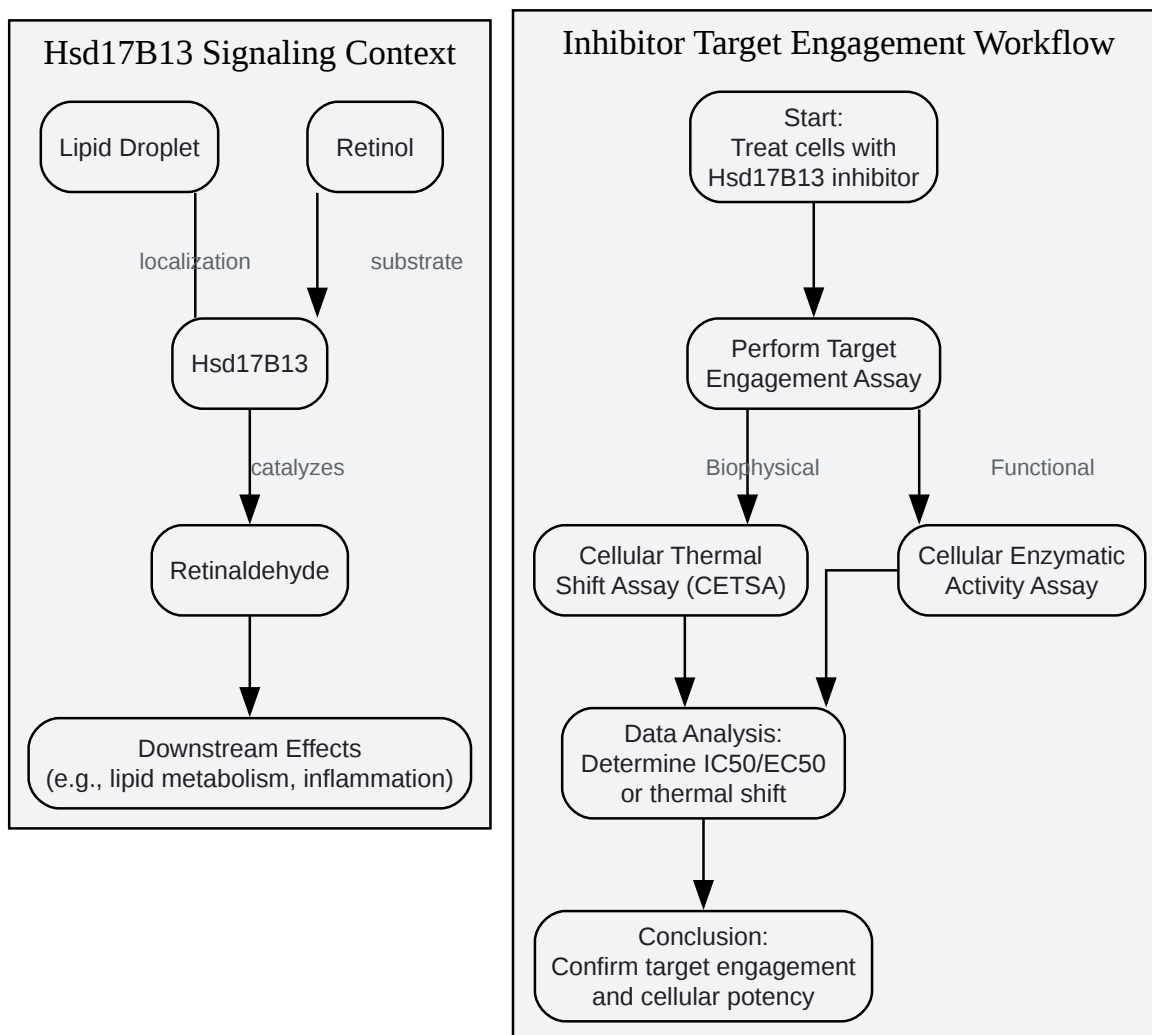 Hsd17B13 Signaling Context
Lipid Droplet
Retinol
localization
substrate
Hsd17B13
catalyzes
Retinaldehyde
Downstream Effects
(e.g., lipid metabolism, inflammation)
Inhibitor Target Engagement Workflow
Start:
Treat cells with
Hsd17B13 inhibitor
Perform Target
Engagement Assay
Biophysical
Functional
Cellular Thermal
Shift Assay (CETSA)
Cellular Enzymatic
Activity Assay
Data Analysis:
Determine IC50/EC50
or thermal shift
Conclusion:
Confirm target engagement
and cellular potency